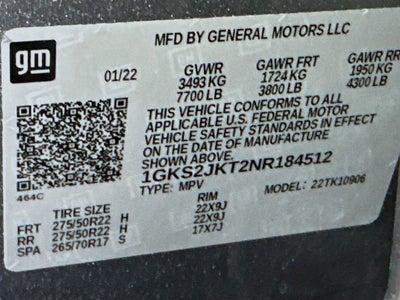 gm
MFD BY GENERAL MOTORS LLC
01/22 GVWR GAWR FRT GAWR RR
3493 KG 1724 KG 1950 KG
7700 LB 3800 LB 4300 LB
THIS VEHICLE CONFORMS TO ALL
APPLICABLE U.S. FEDERAL MOTOR
VEHICLE SAFETY STANDARDS IN EFFECT
ON THE DATE OF MANUFACTURE
SHOWN ABOVE.
464C
1GKS2JKT2NR184512
TYPE: MPV MODEL: 22TK10906
TIRE SIZE RIM
FRT 275/50R22 H 22X9J
RR 275/50R22 H 22X9J
SPA 265/70R17 S 17X7J